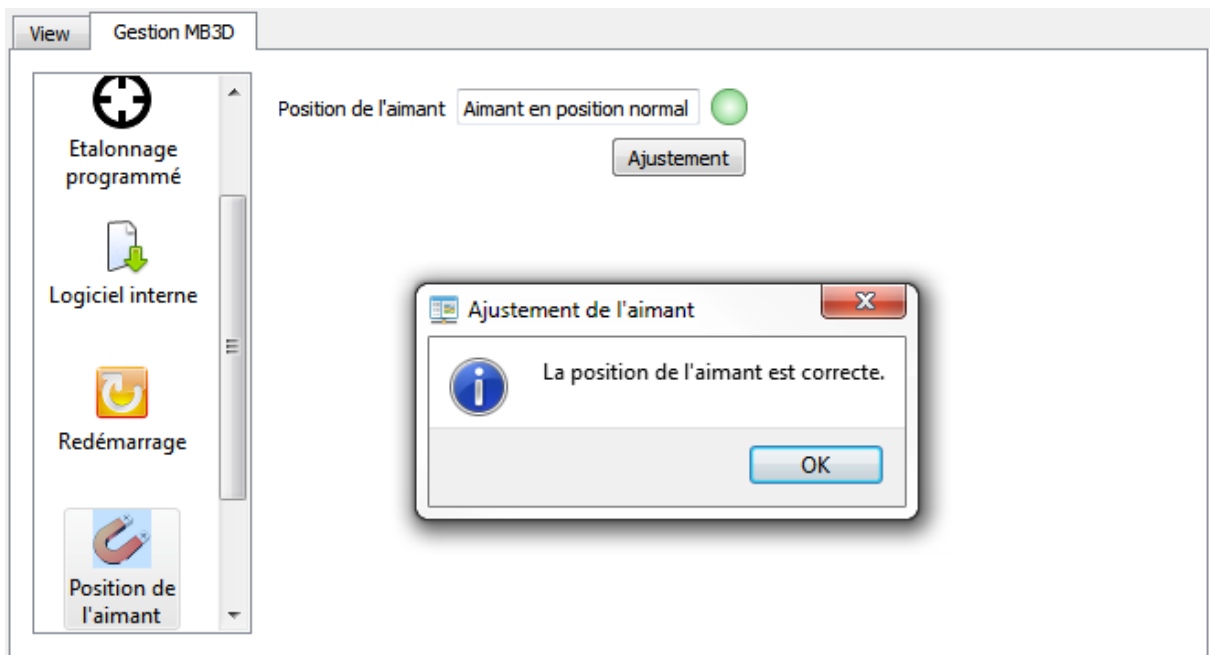 View
Gestion MB3D
Etalonnage
programmé
Logiciel interne
Redémarrage
Position de
l'aimant
Position de l'aimant
Aimant en position normal
Ajustement
Ajustement de l'aimant
La position de l'aimant est correcte.
OK